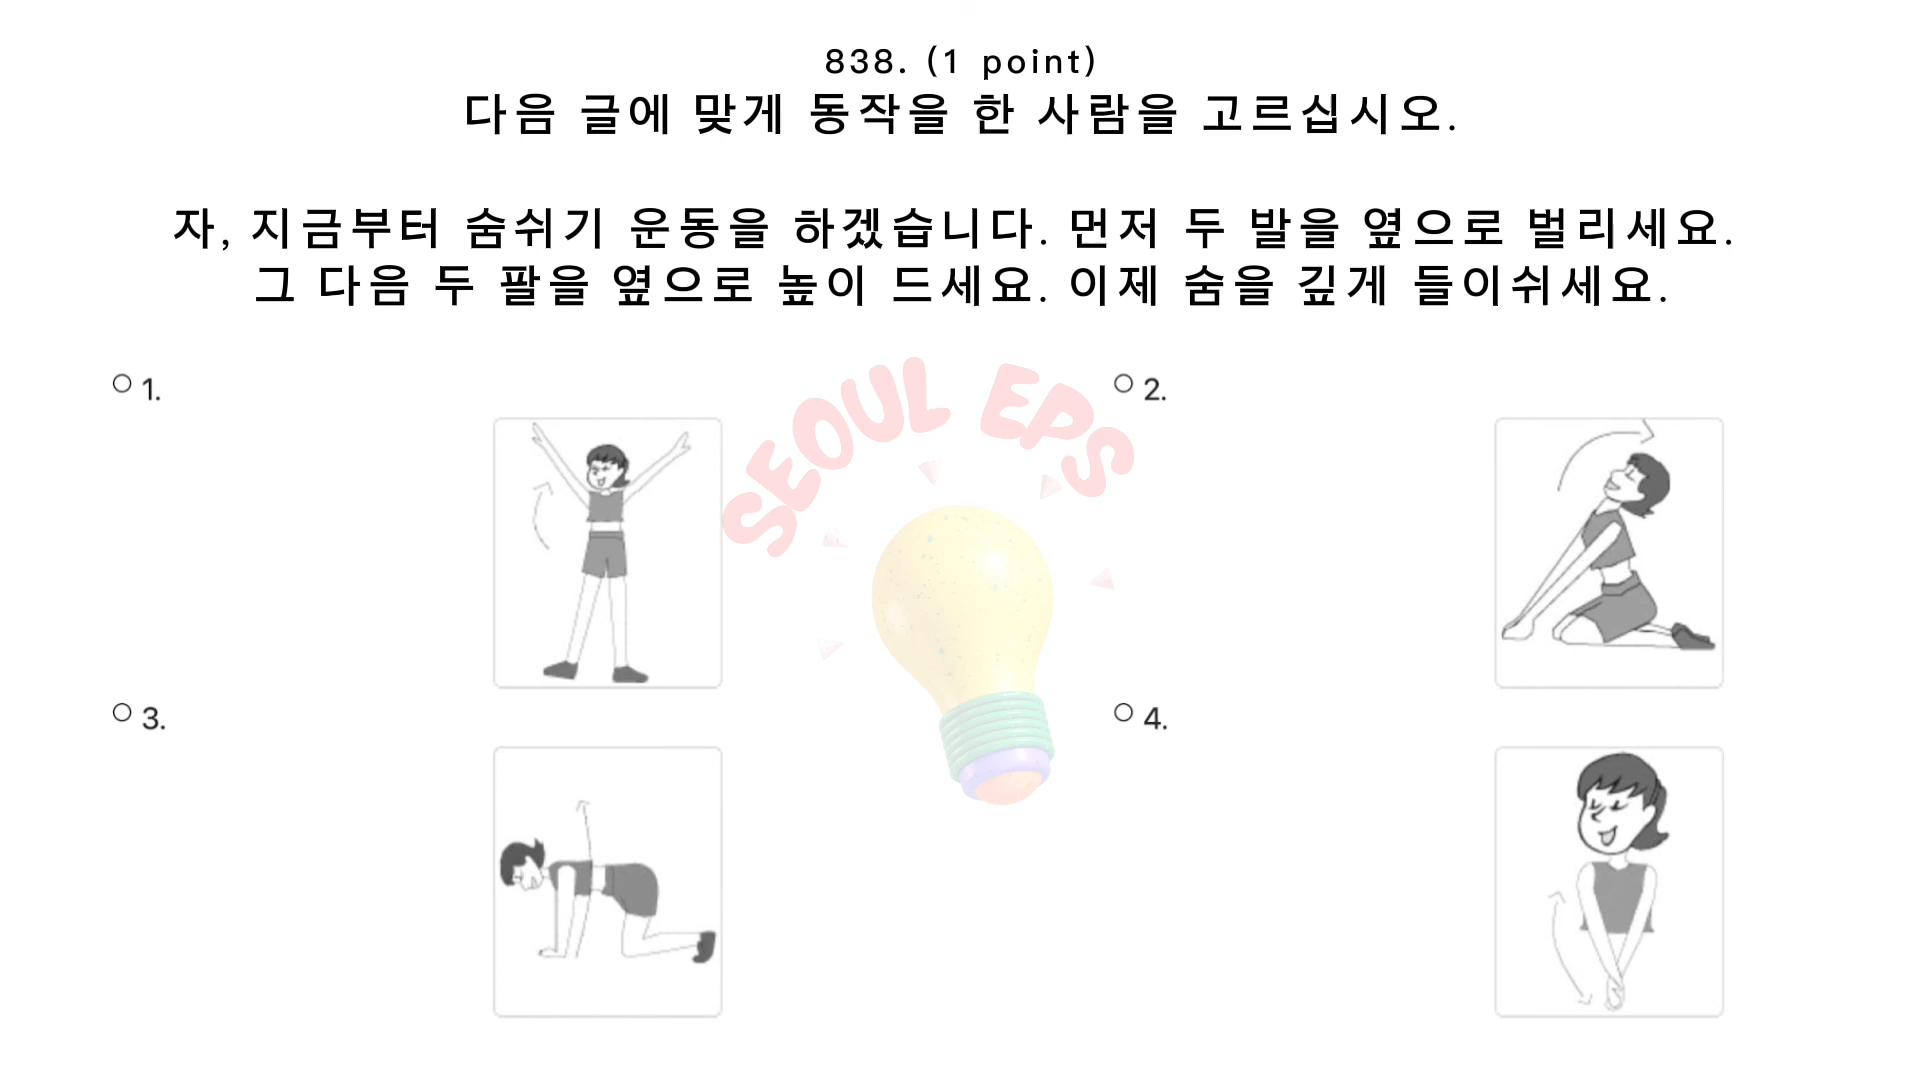 838. (1 point)
다음 글에 맞게 동작을 한 사람을 고르십시오.
자, 지금부터 숨쉬기 운동을 하겠습니다. 먼저 두 발을 옆으로 벌리세요.
그 다음 두 팔을 옆으로 높이 드세요. 이제 숨을 깊게 들이쉬세요.
SEOUL EPS
1.
2.
3.
4.